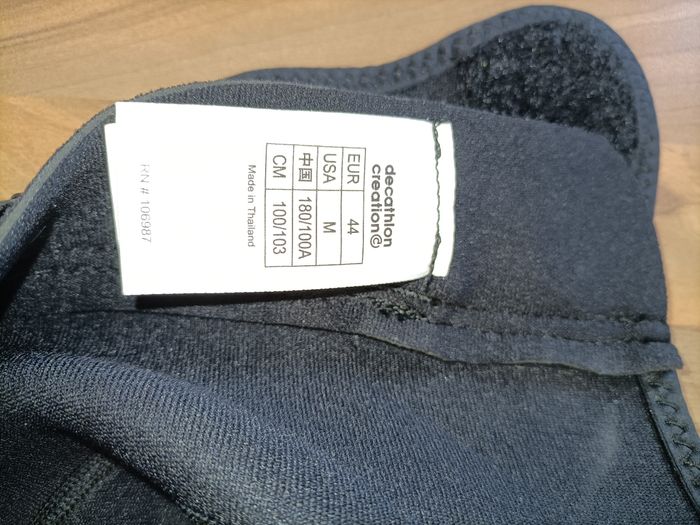 decathlon
creation
EUR 44
USA M
中国 180/100A
CM 100/103
Made in Thailand
RN # 106987